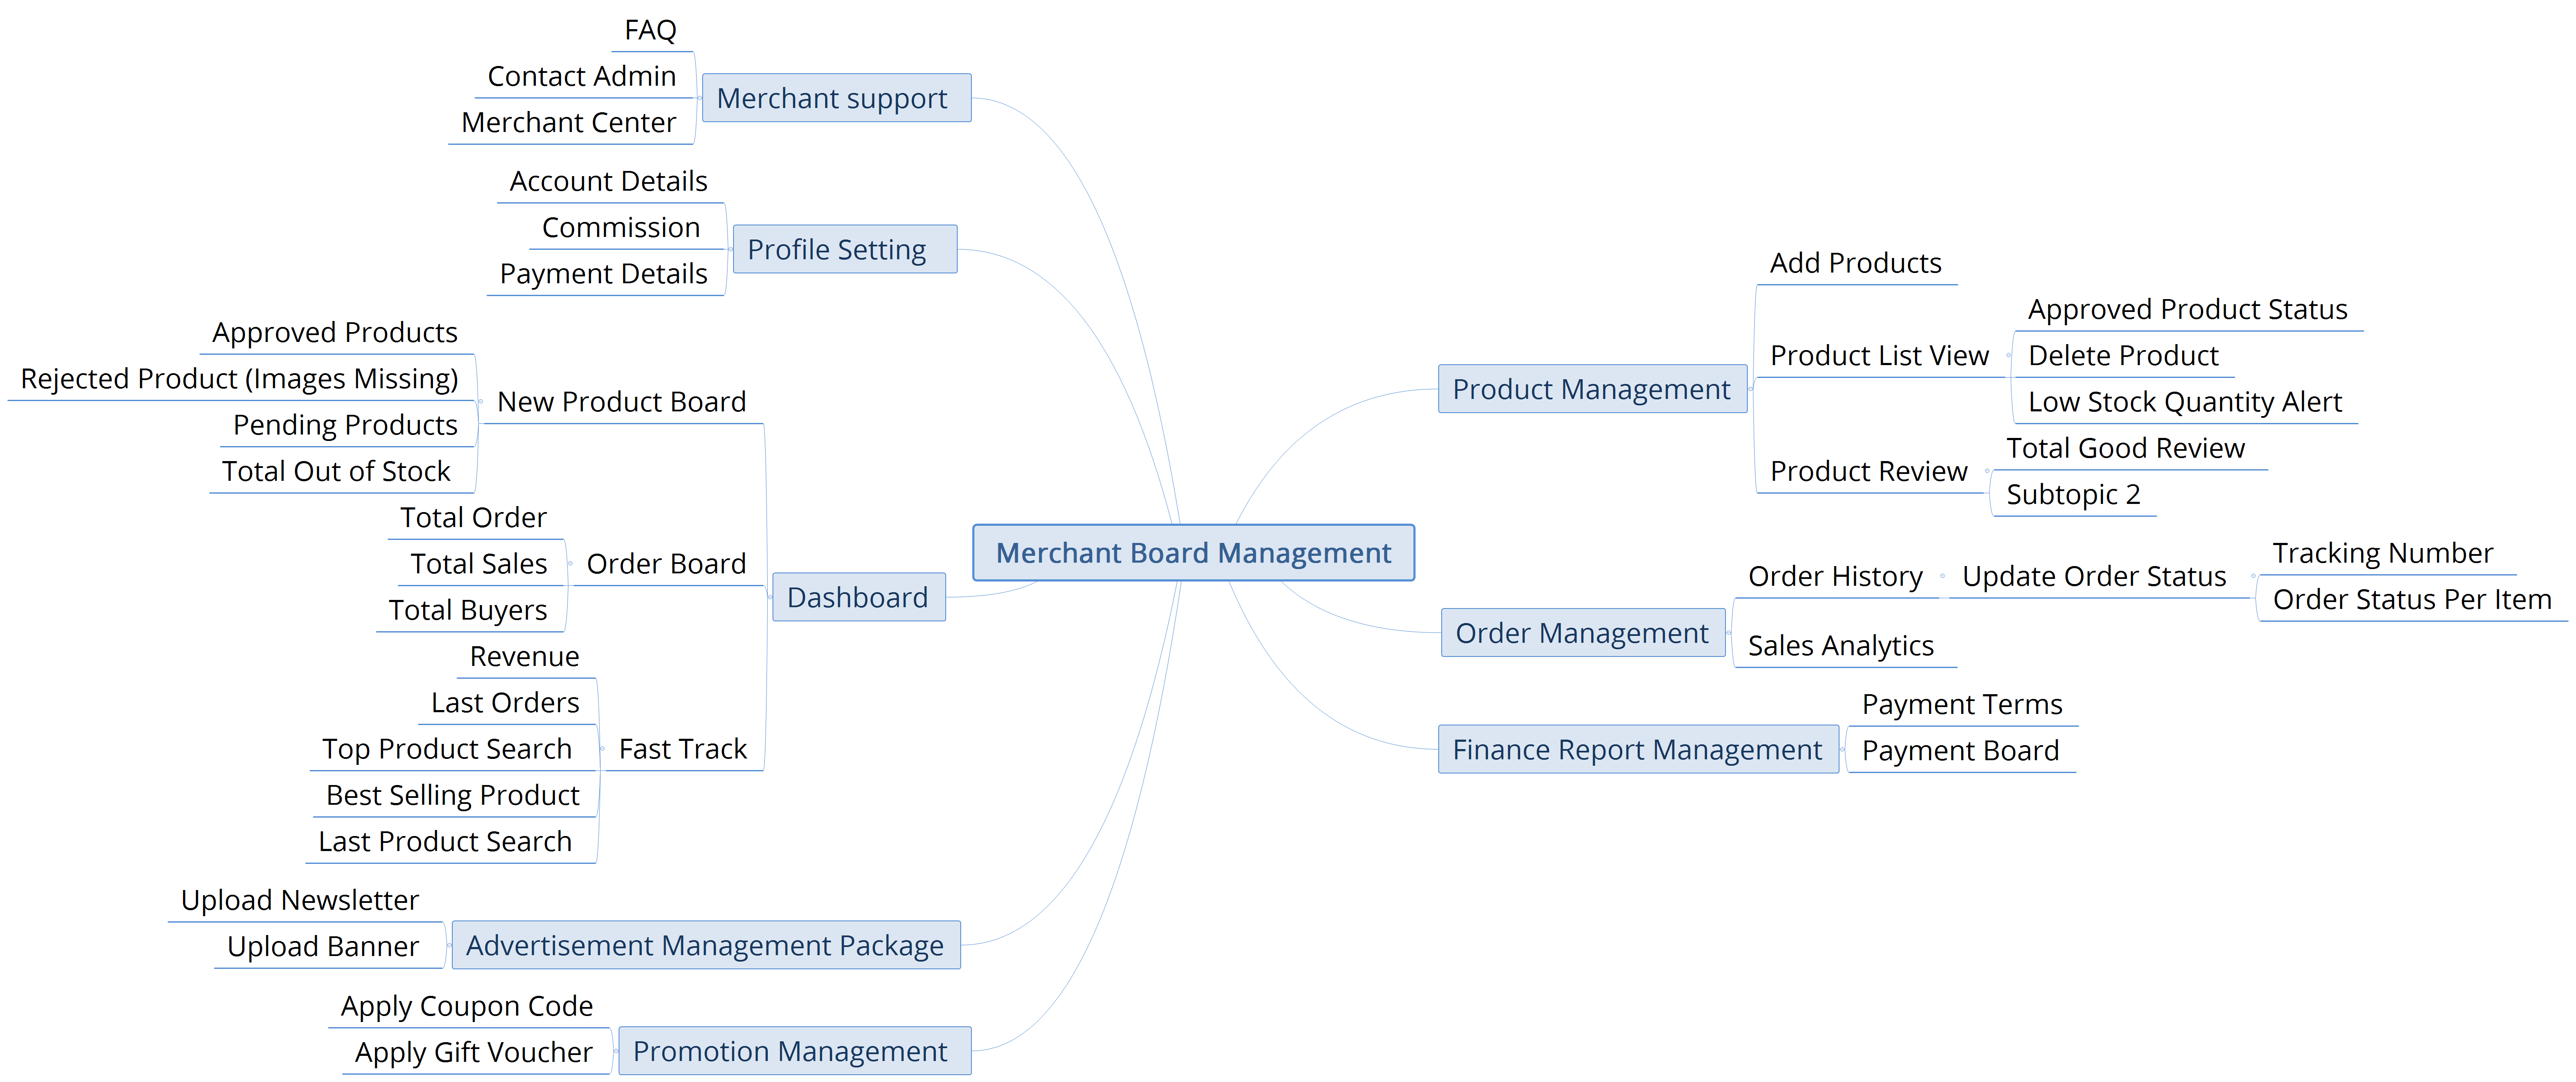 FAQ
Contact Admin
Merchant Center
Merchant support
Account Details
Commission
Payment Details
Profile Setting
Approved Products
Rejected Product (Images Missing)
Pending Products
Total Out of Stock
New Product Board
Total Order
Total Sales
Total Buyers
Order Board
Revenue
Last Orders
Top Product Search
Best Selling Product
Last Product Search
Fast Track
Dashboard
Upload Newsletter
Upload Banner
Advertisement Management Package
Apply Coupon Code
Apply Gift Voucher
Promotion Management
Merchant Board Management
Product Management
Add Products
Product List View
Approved Product Status
Delete Product
Low Stock Quantity Alert
Product Review
Total Good Review
Subtopic 2
Order Management
Order History
Update Order Status
Tracking Number
Order Status Per Item
Sales Analytics
Finance Report Management
Payment Terms
Payment Board